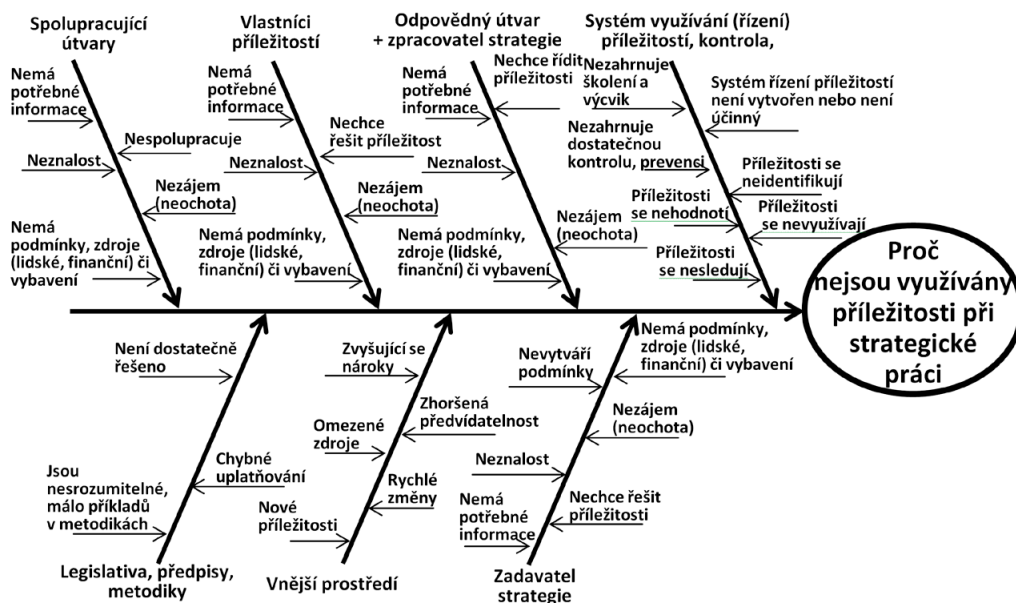 Spolupracující
útvary
Vlastníci
příležitostí
Odpovědný útvar
+ zpracovatel strategie
Systém využívání (řízení)
příležitostí, kontrola,
Nemá
potřebné
informace
Nespolupracuje
Neznalost
Nezájem
(neochota)
Nemá
podmínky, zdroje
(lidské, finanční) či
vybavení
Nemá
potřebné
informace
Nechce
řešit příležitost
Neznalost
Nezájem
(neochota)
Nemá podmínky,
zdroje (lidské,
finanční) či vybavení
Nechce řídit
příležitosti
Nemá
potřebné
informace
Neznalost
Nezájem
(neochota)
Nemá podmínky,
zdroje (lidské,
finanční) či vybavení
Nezahrnuje
školení a
výcvik
Systém řízení příležitostí
není vytvořen nebo není
účinný
Nezahrnuje
dostatečnou
kontrolu, prevenci
Příležitosti se
neidentifikují
Příležitosti
se nehodnotí
Příležitosti
se nevyužívají
Příležitosti
se nesledují
Proč
nejsou využívány
příležitosti při
strategické
práci
Není dostatečně
řešeno
Chybné
uplatňování
Jsou
nesrozumitelné,
málo příkladů
v metodikách
Legislativa, předpisy,
metodiky
Zvyšující se
nároky
Zhoršená
předvídatelnost
Omezené
zdroje
Rychlé
změny
Nové
příležitosti
Vnější prostředí
Nemá podmínky,
zdroje (lidské,
finanční) či vybavení
Nevytváří
podmínky
Nezájem
(neochota)
Neznalost
Nechce řešit
příležitosti
Nemá
potřebné
informace
Zadavatel
strategie